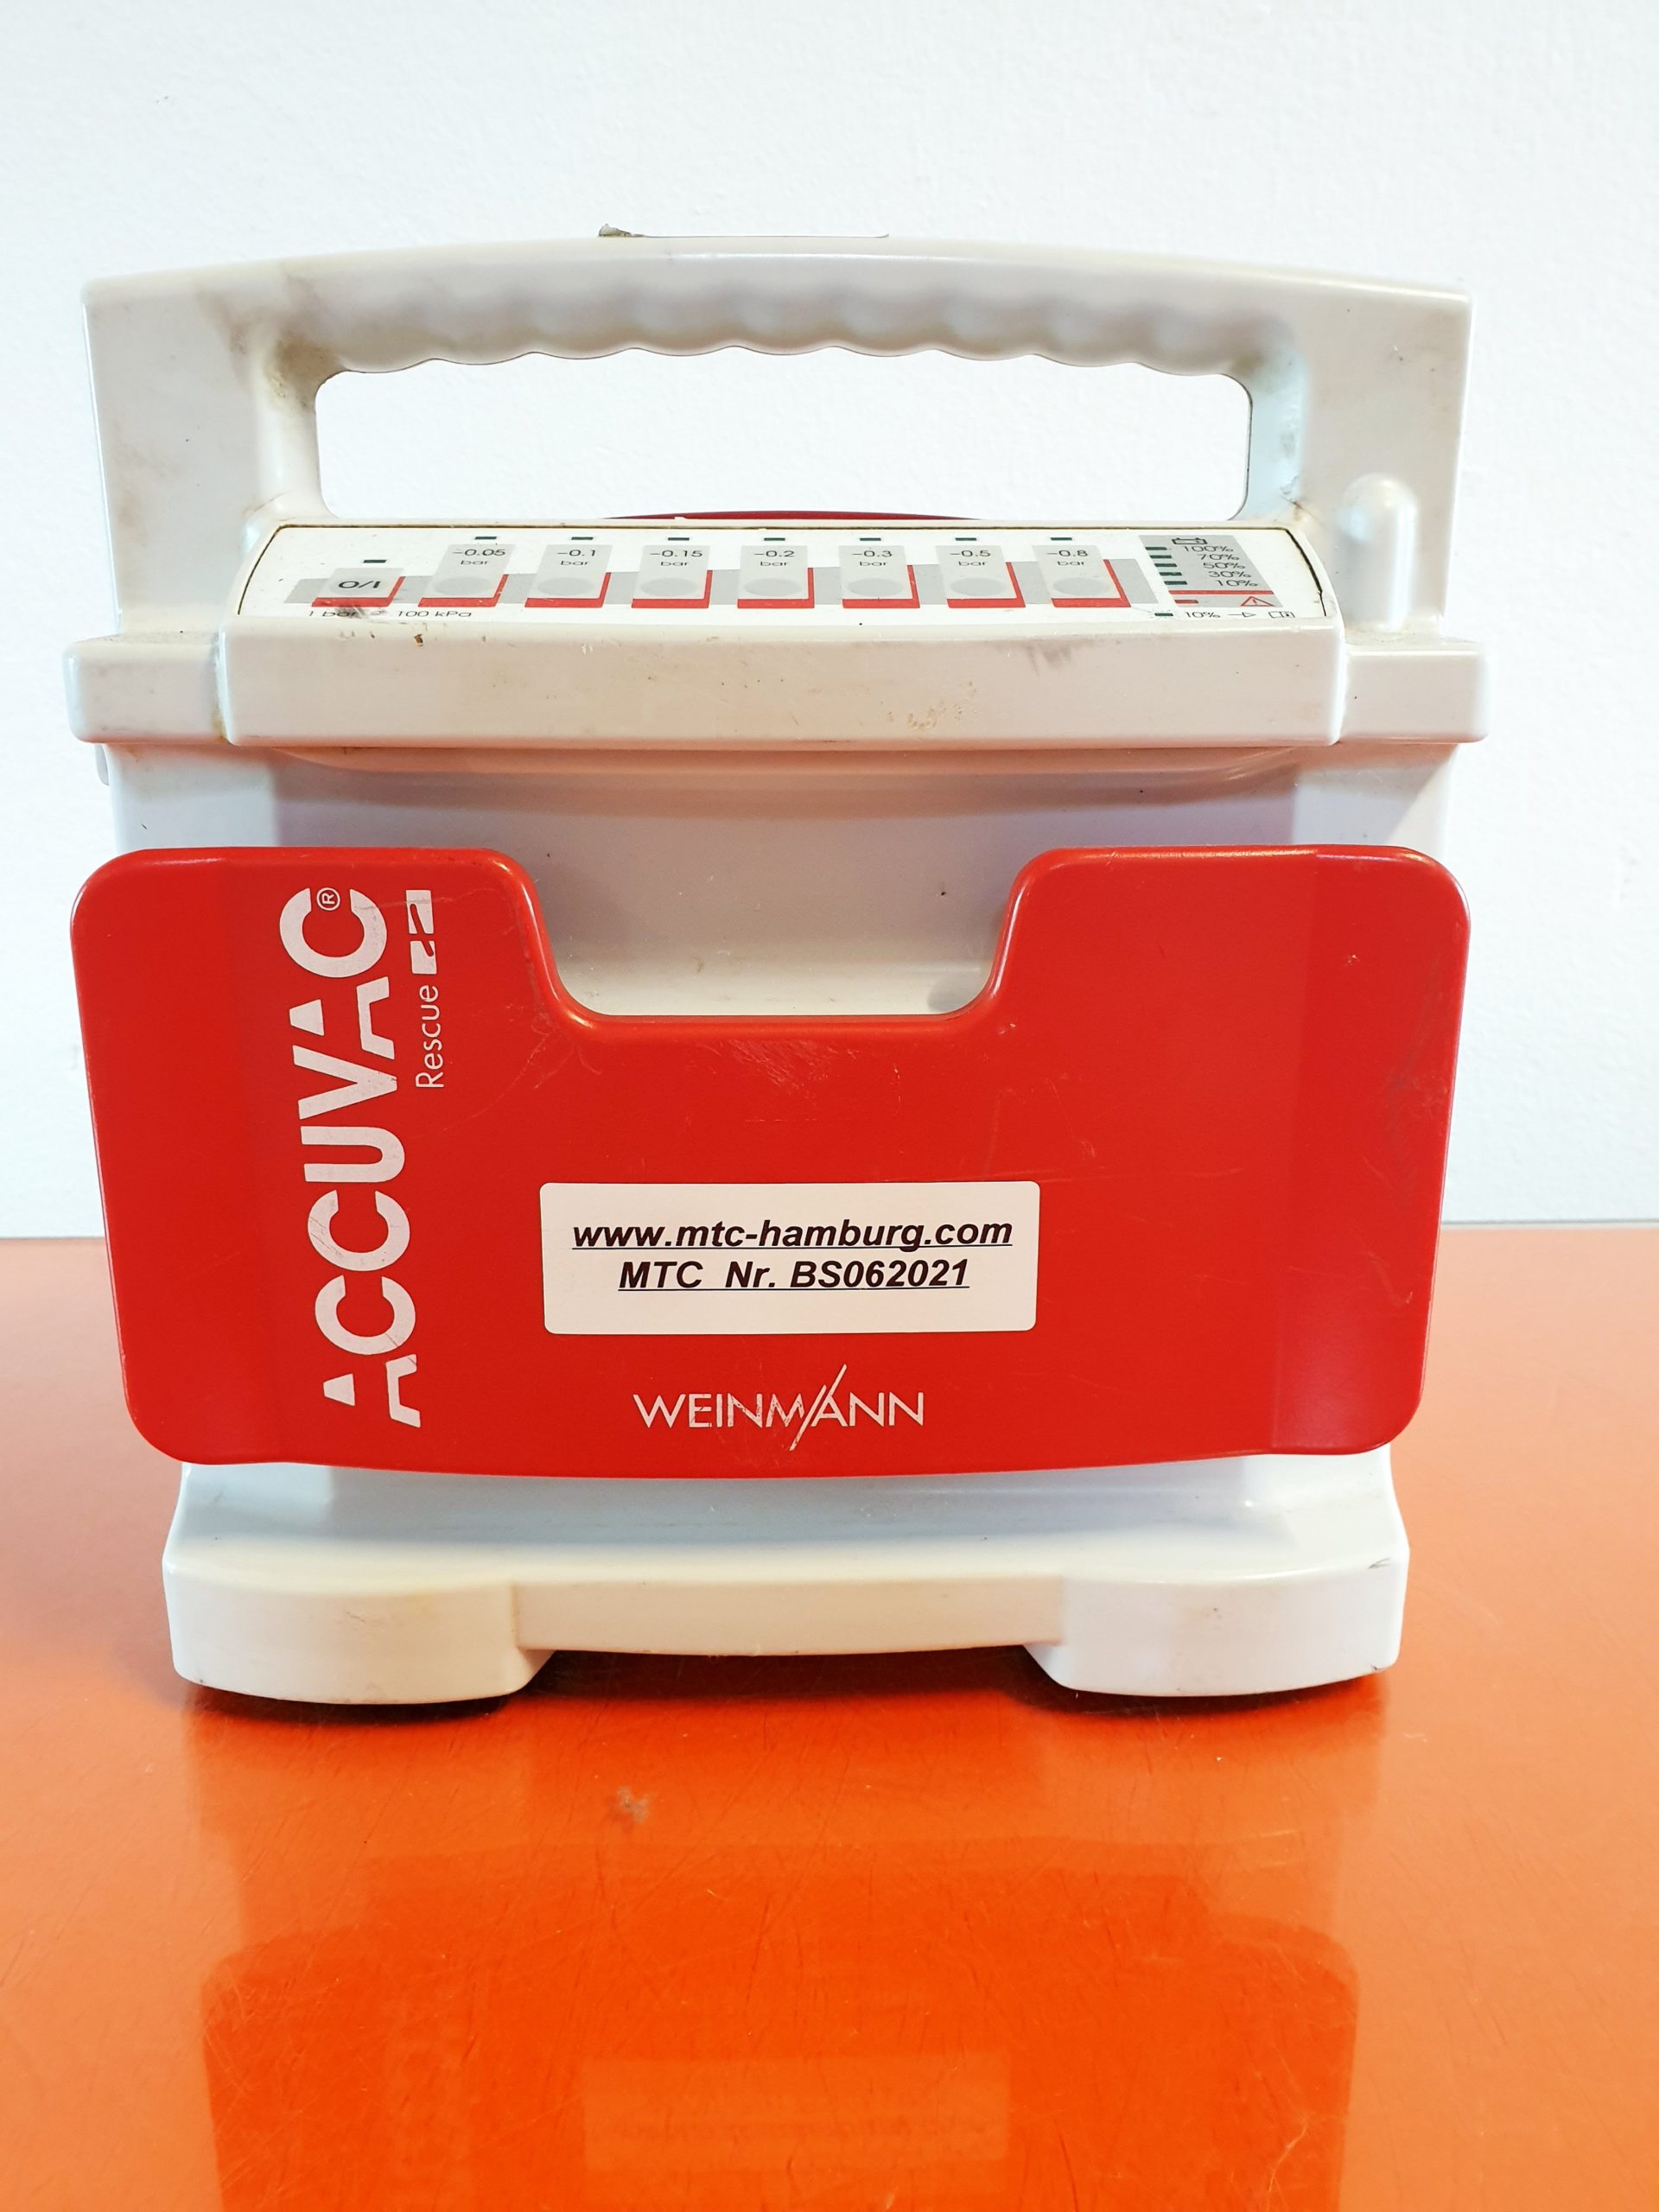 -0.05
bar
-0.1
bar
-0.15
bar
-0.2
bar
-0.3
bar
-0.5
bar
-0.8
bar
O/I
1 bar ≙ 100 kPa
100%
70%
50%
30%
10%
10%
ACCUVAC®
Rescue
www.mtc-hamburg.com
MTC Nr. BS062021
WEINMANN